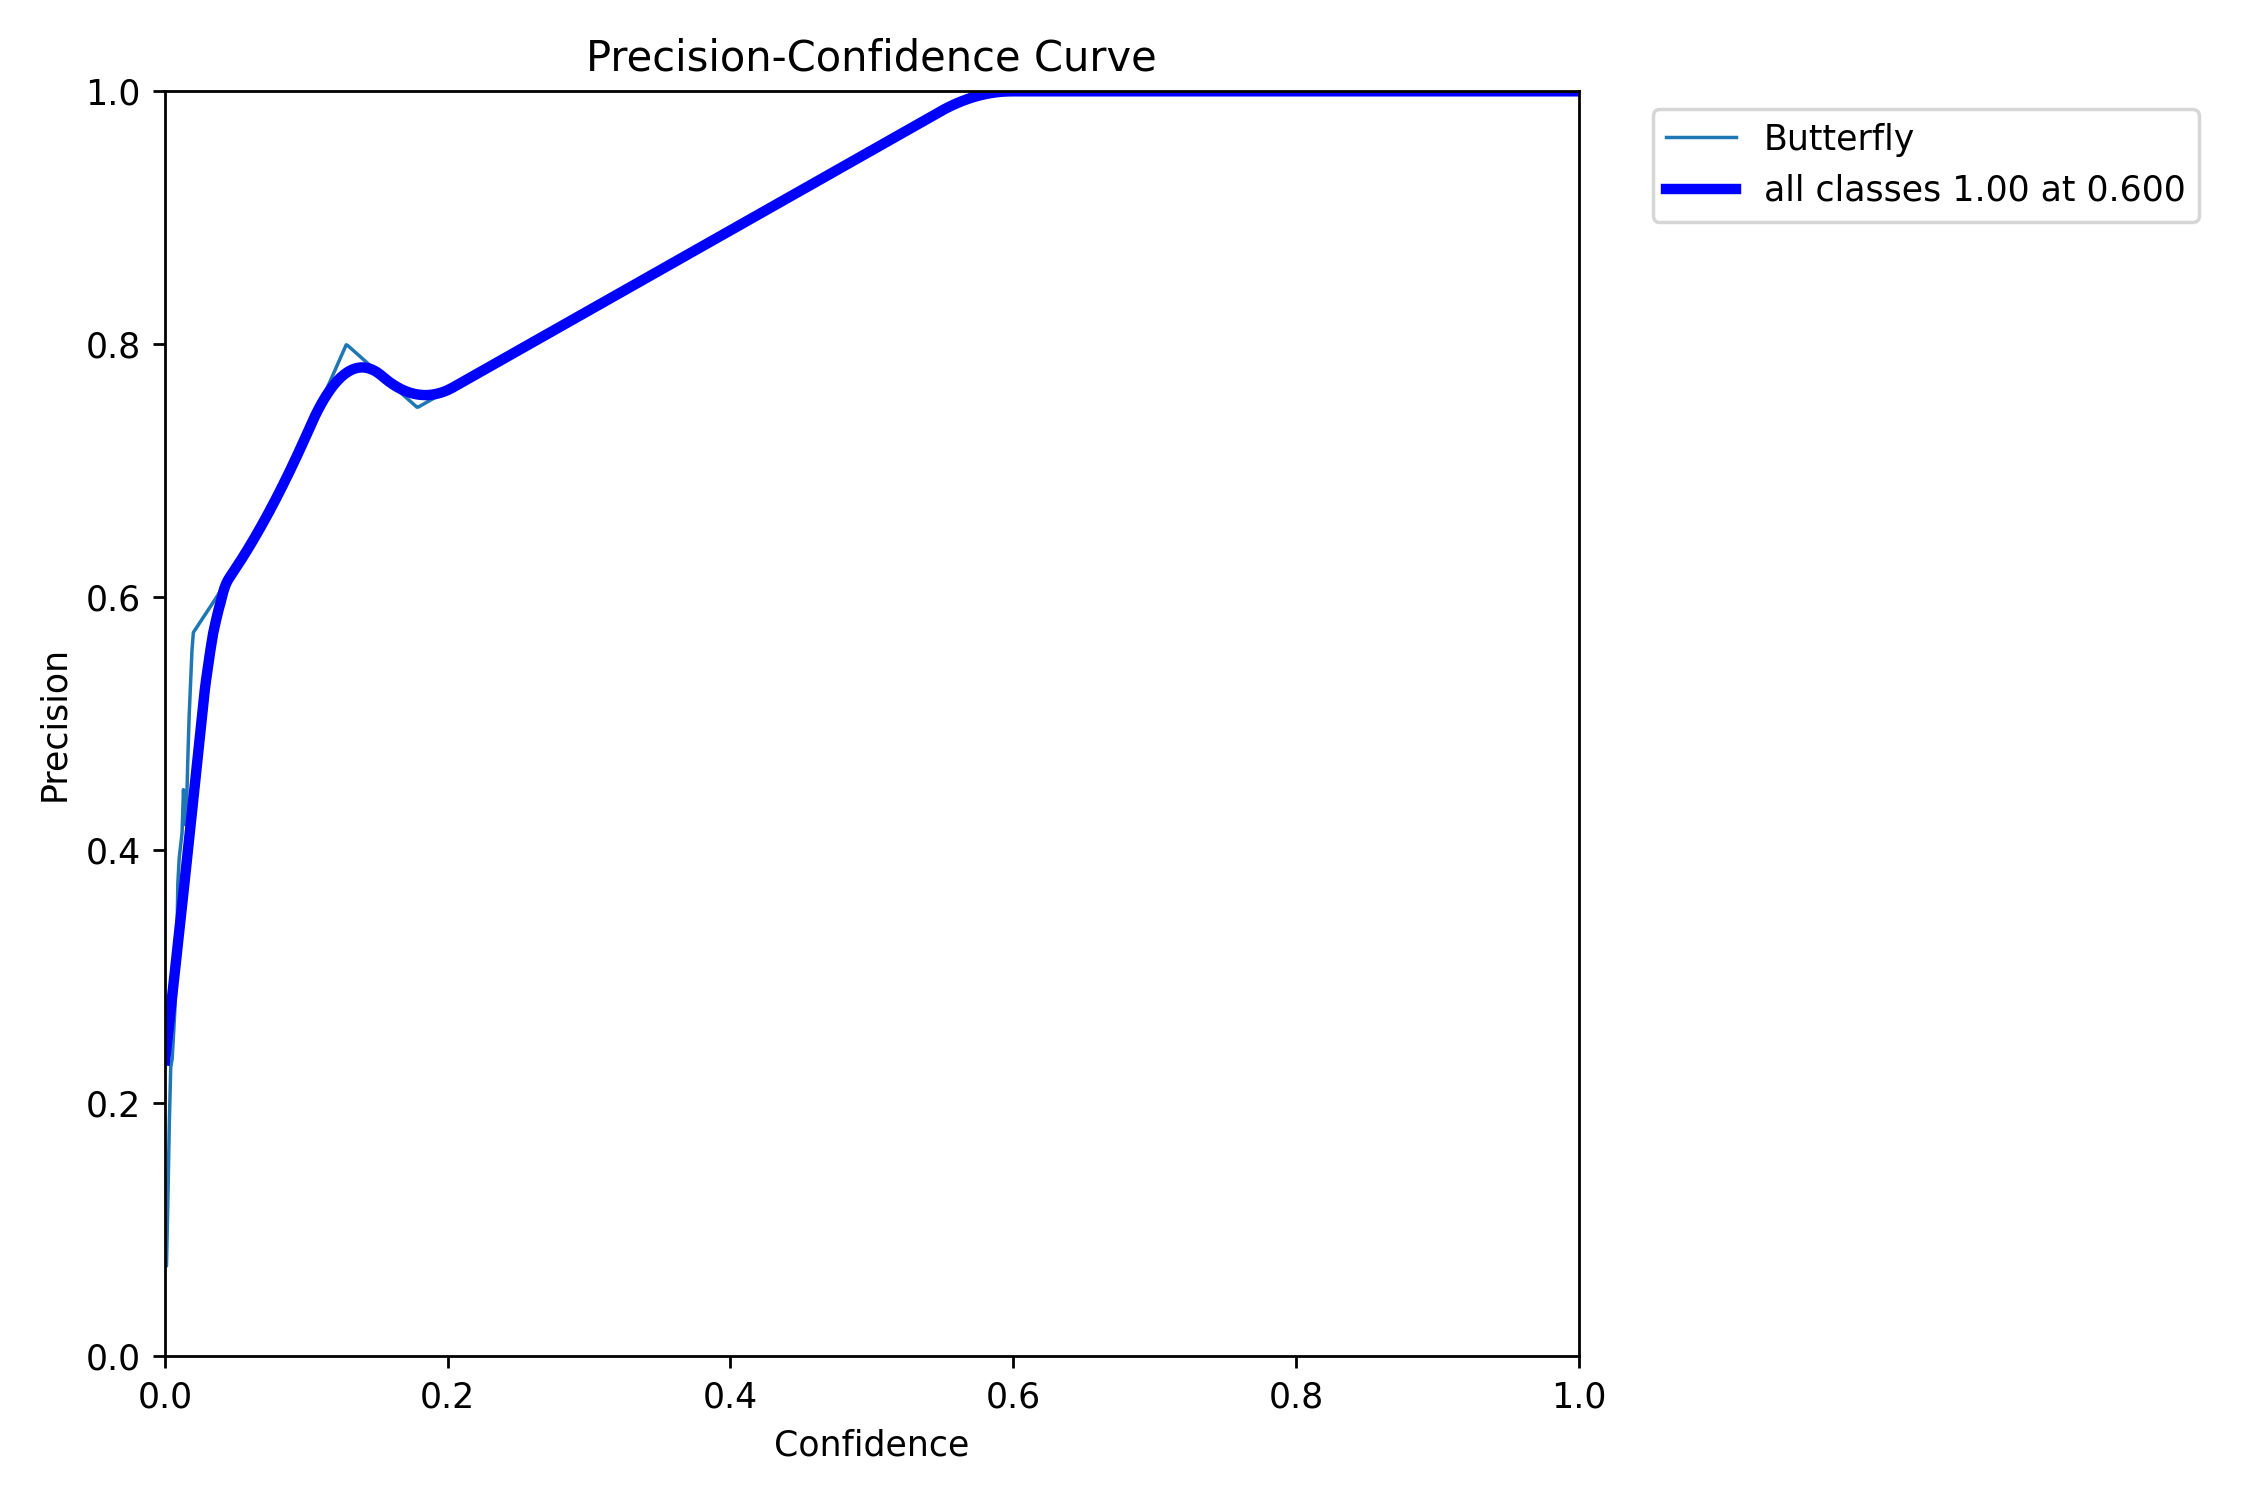 Precision-Confidence Curve
1.0
0.8
0.6
0.4
0.2
0.0
Precision
0.0 0.2 0.4 0.6 0.8 1.0
Confidence
Butterfly
all classes 1.00 at 0.600